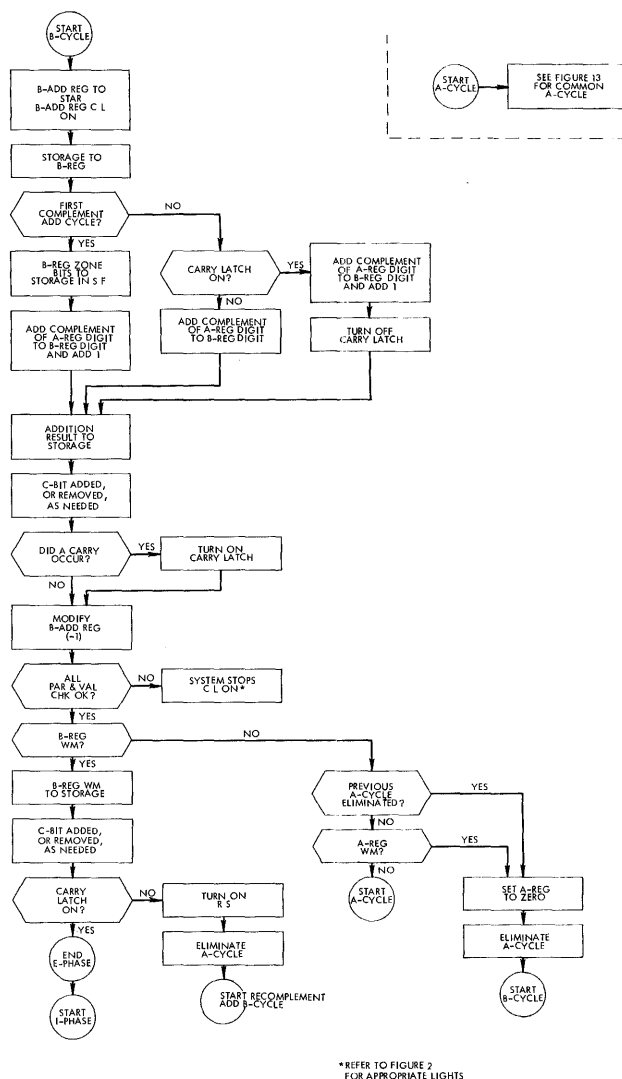 START
B-CYCLE
B-ADD REG TO
STAR
B-ADD REG C L
ON
STORAGE TO
B-REG
FIRST
COMPLEMENT
ADD CYCLE?
NO
YES
B-REG ZONE
BITS TO
STORAGE IN S F
CARRY LATCH
ON?
YES
ADD COMPLEMENT
OF A-REG DIGIT
TO B-REG DIGIT
AND ADD 1
NO
ADD COMPLEMENT
OF A-REG DIGIT
TO B-REG DIGIT
AND ADD 1
ADD COMPLEMENT
OF A-REG DIGIT
TO B-REG DIGIT
TURN OFF
CARRY LATCH
ADDITION
RESULT TO
STORAGE
C-BIT ADDED,
OR REMOVED,
AS NEEDED
DID A CARRY
OCCUR?
YES
TURN ON
CARRY LATCH
NO
MODIFY
B-ADD REG
(-1)
ALL
PAR & VAL
CHK OK?
NO
SYSTEM STOPS
C L ON*
YES
B-REG
WM?
NO
YES
B-REG WM
TO STORAGE
PREVIOUS
A-CYCLE
ELIMINATED?
YES
NO
C-BIT ADDED,
OR REMOVED,
AS NEEDED
A-REG
WM?
YES
NO
START
A-CYCLE
SET A-REG
TO ZERO
CARRY
LATCH
ON?
NO
TURN ON
R S
YES
ELIMINATE
A-CYCLE
ELIMINATE
A-CYCLE
END
E-PHASE
START RECOMPLEMENT
ADD B-CYCLE
START
B-CYCLE
START
I-PHASE
START
A-CYCLE
SEE FIGURE 13
FOR COMMON
A-CYCLE
*REFER TO FIGURE 2
FOR APPROPRIATE LIGHTS